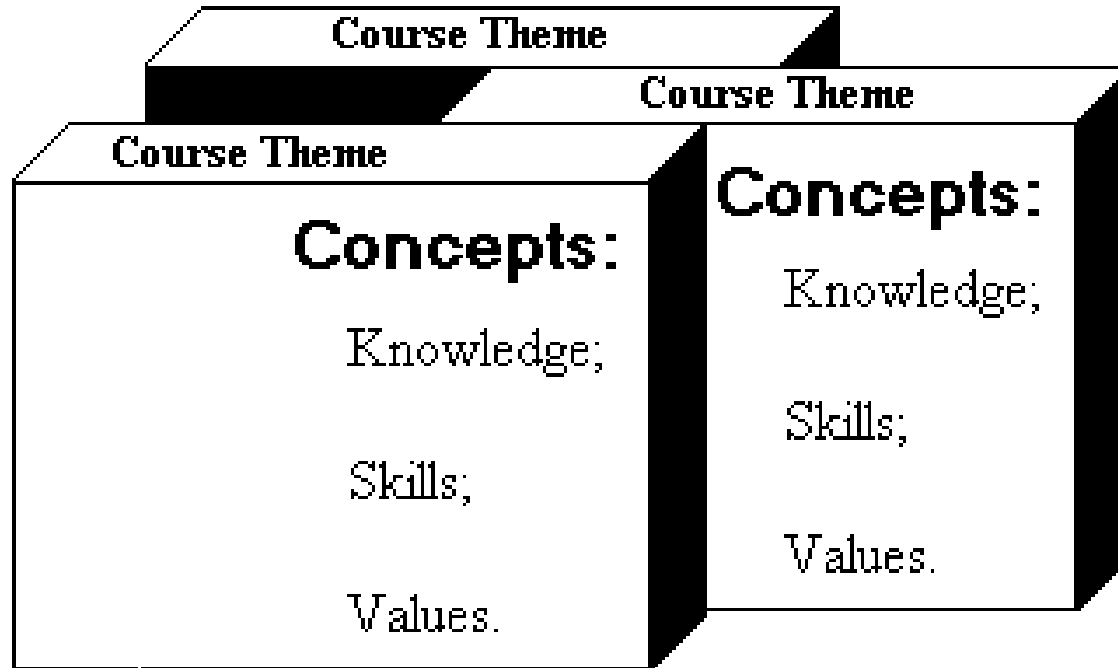 Course Theme
Course Theme
Course Theme
Concepts:
Knowledge;
Skills;
Values.
Concepts:
Knowledge;
Skills;
Values.